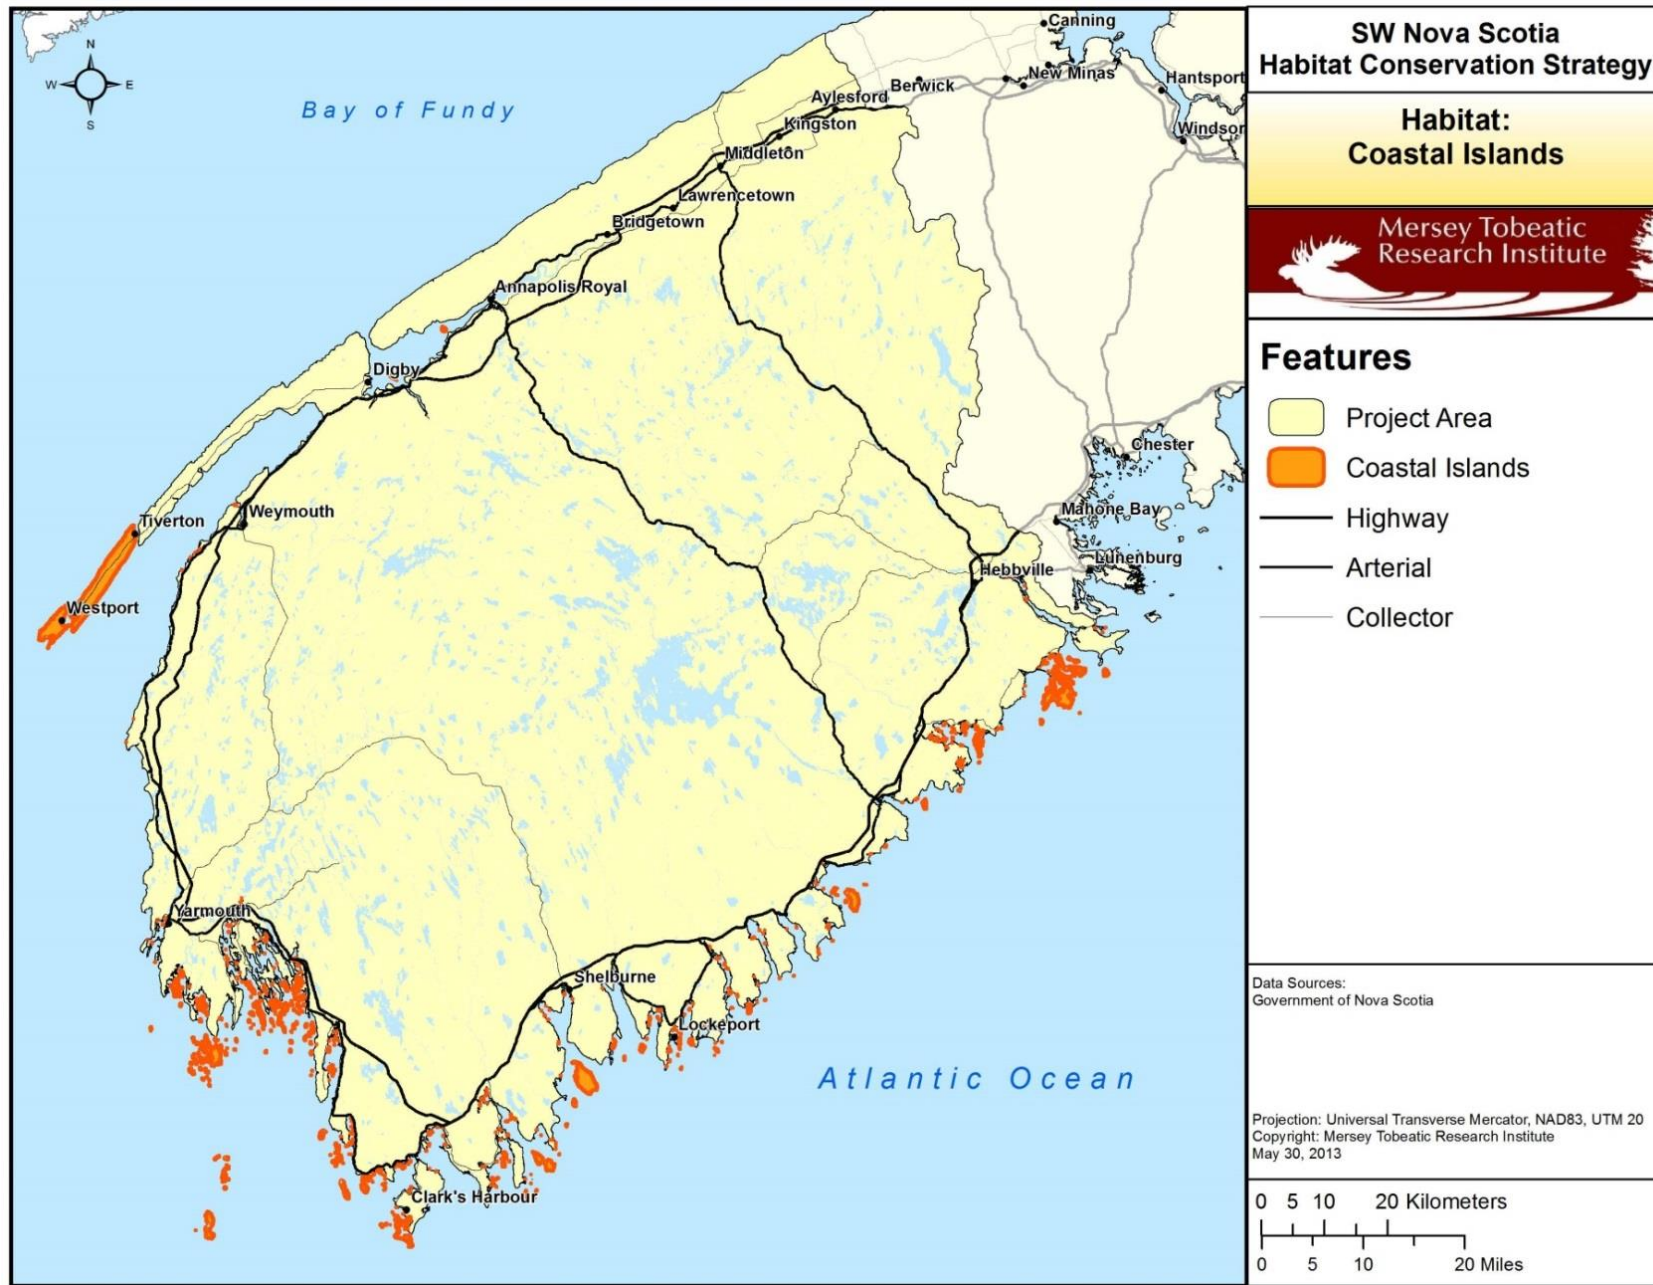 SW Nova Scotia
Habitat Conservation Strategy
Habitat:
Coastal Islands
Mersey Tobeatic
Research Institute
Features
Project Area
Coastal Islands
Highway
Arterial
Collector
Data Sources:
Government of Nova Scotia
Projection: Universal Transverse Mercator, NAD83, UTM 20
Copyright: Mersey Tobeatic Research Institute
May 30, 2013
0 5 10 20 Kilometers
0 5 10 20 Miles
N
W E
S
Bay of Fundy
Canning
New Minas
Hantsport
Berwick
Aylesford
Kingston
Windsor
Middleton
Lawrencetown
Bridgetown
Annapolis Royal
Digby
Chester
Mahone Bay
Weymouth
Tiverton
Lunenburg
Hebbville
Westport
Yarmouth
Shelburne
Lockeport
Atlantic Ocean
Clark's Harbour